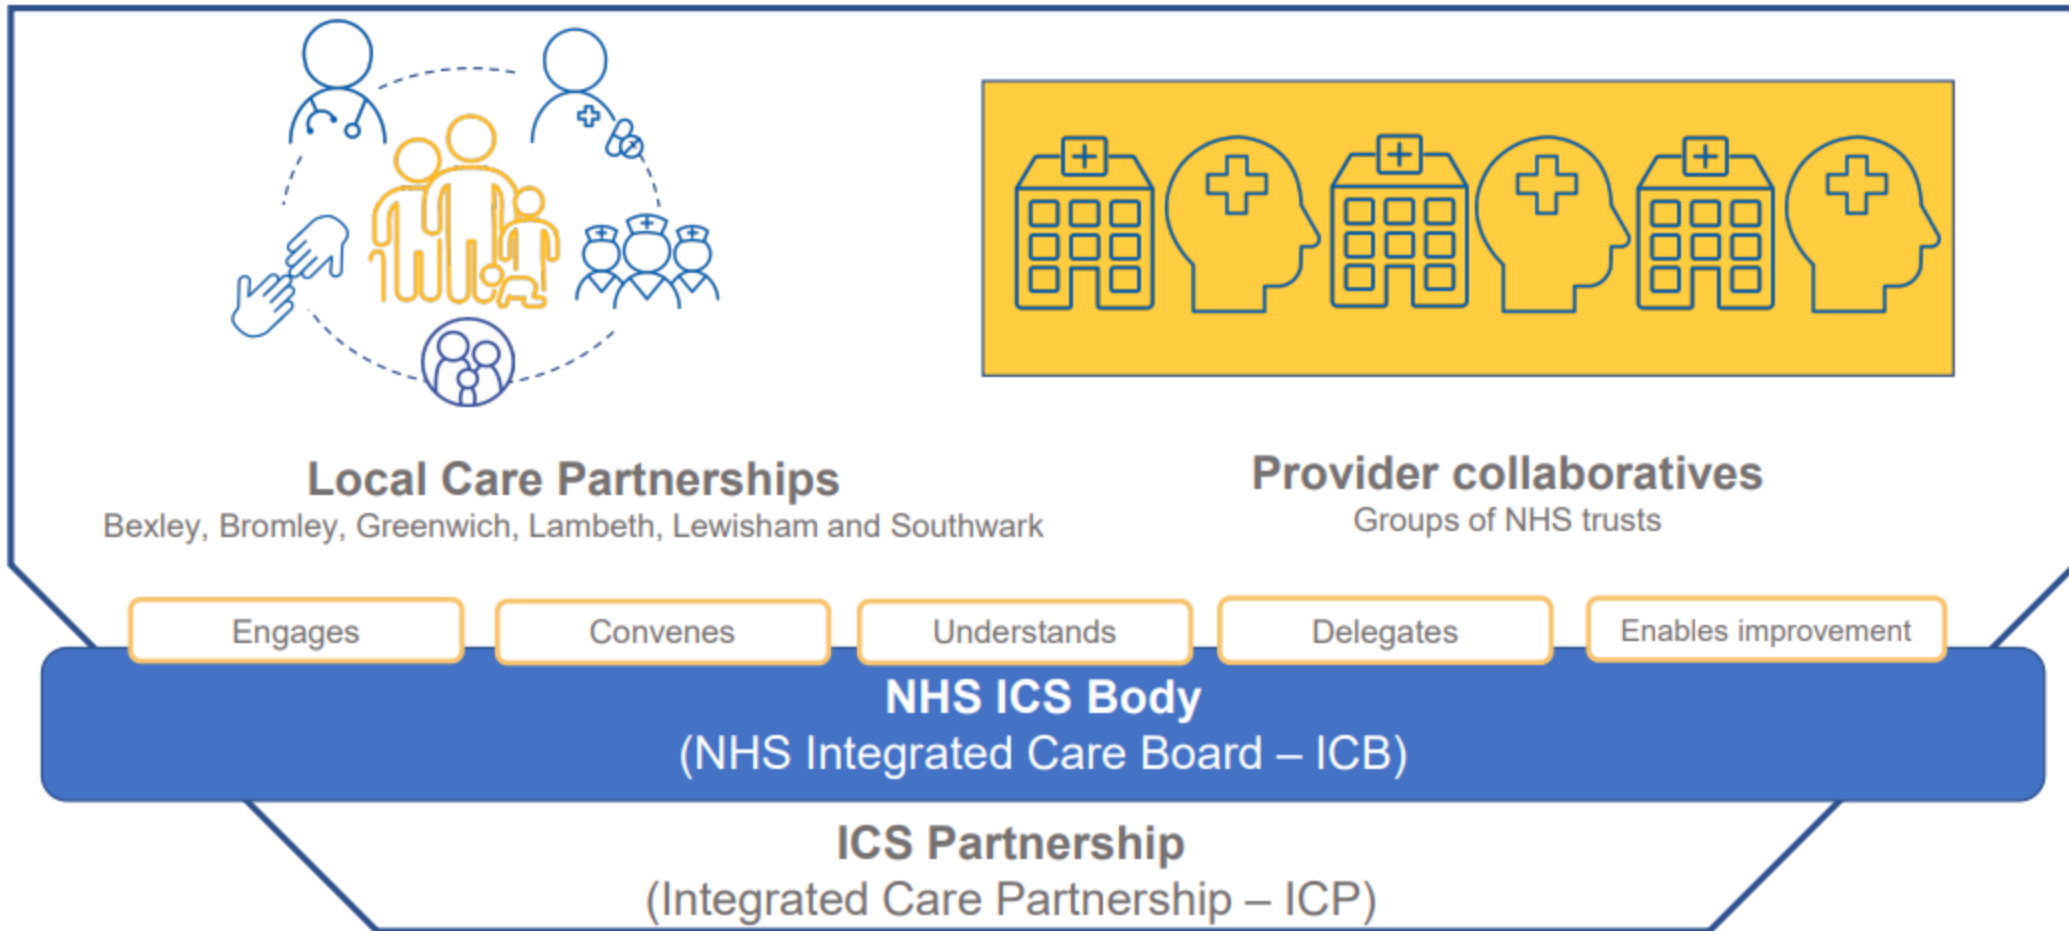 Local Care Partnerships
Bexley, Bromley, Greenwich, Lambeth, Lewisham and Southwark
Provider collaboratives
Groups of NHS trusts
Engages
Convenes
Understands
Delegates
Enables improvement
NHS ICS Body
(NHS Integrated Care Board – ICB)
ICS Partnership
(Integrated Care Partnership – ICP)